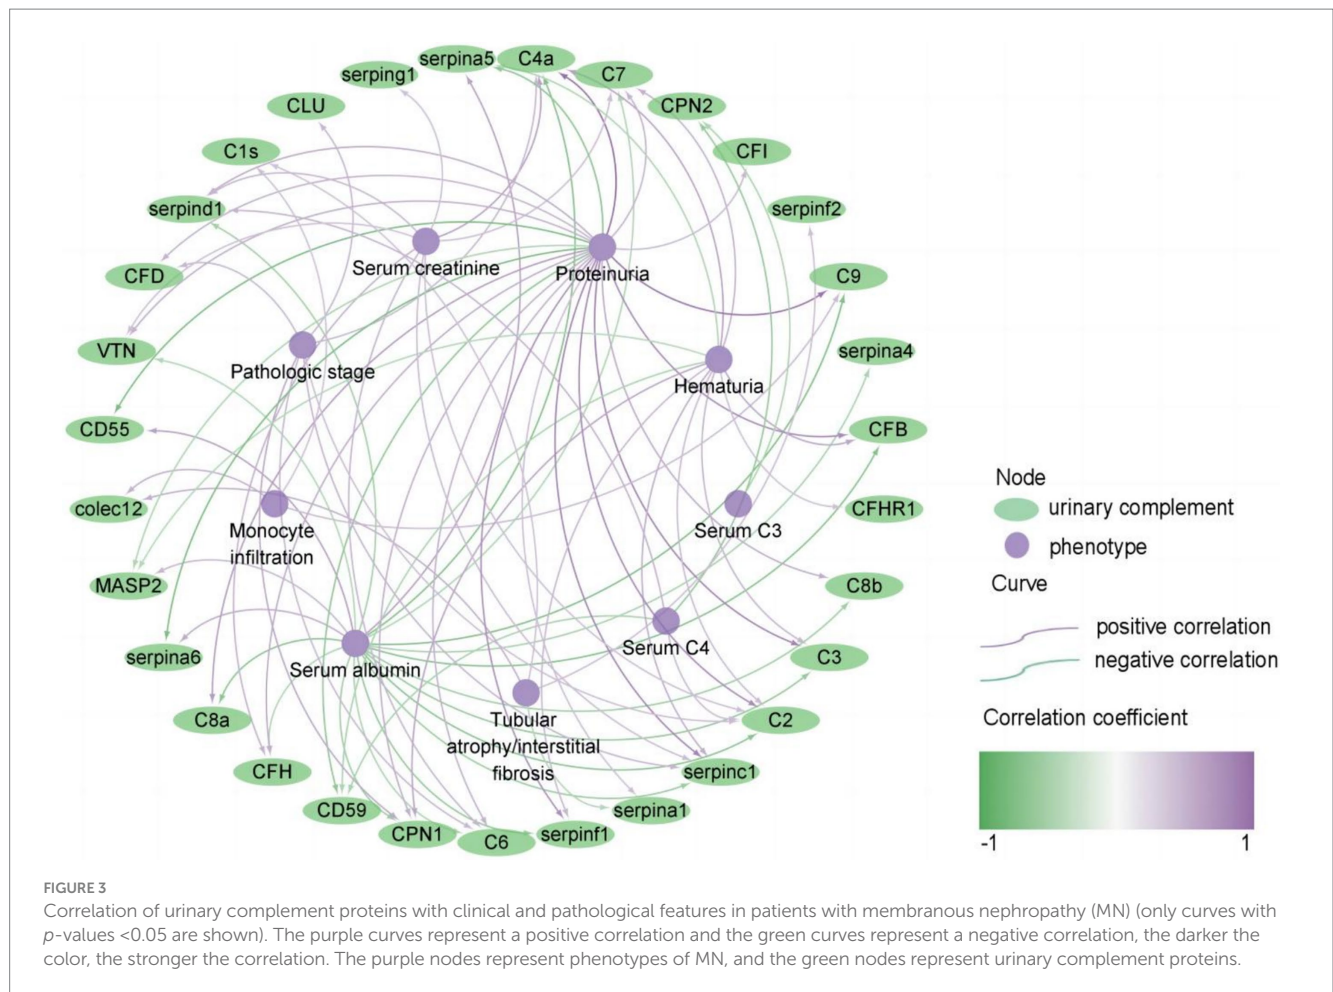 serpina5
C4a
C7
serping1
CPN2
CLU
CFI
C1s
serpind1
serpinf2
Serum creatinine
Proteinuria
CFD
C9
VTN
serpina4
Pathologic stage
Hematuria
CD55
CFB
Node
urinary complement
phenotype
Curve
positive correlation
negative correlation
Correlation coefficient
-1
1
colec12
CFHR1
Monocyte
infiltration
Serum C3
MASP2
C8b
serpina6
Serum albumin
Serum C4
C3
C8a
Tubular
atrophy/interstitial
fibrosis
C2
CFH
serpinc1
CD59
serpina1
CPN1
C6
serpinf1
FIGURE 3
Correlation of urinary complement proteins with clinical and pathological features in patients with membranous nephropathy (MN) (only curves with
p-values <0.05 are shown). The purple curves represent a positive correlation and the green curves represent a negative correlation, the darker the
color, the stronger the correlation. The purple nodes represent phenotypes of MN, and the green nodes represent urinary complement proteins.